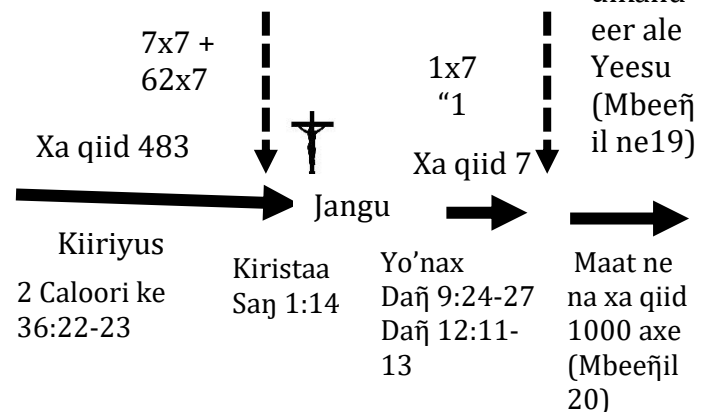 eer ale
Yeesu
(Mbeeñ
il ne19)
7x7 +
62x7
1x7
“1
Xa qiid 483
Xa qiid 7
Jangu
Kiiriyus
2 Caloori ke
36:22-23
Kiristaa
Saŋ 1:14
Yo’nax
Dañ 9:24-27
Dañ 12:11-
13
Maat ne
na xa qiid
1000 axe
(Mbeeñil
20)